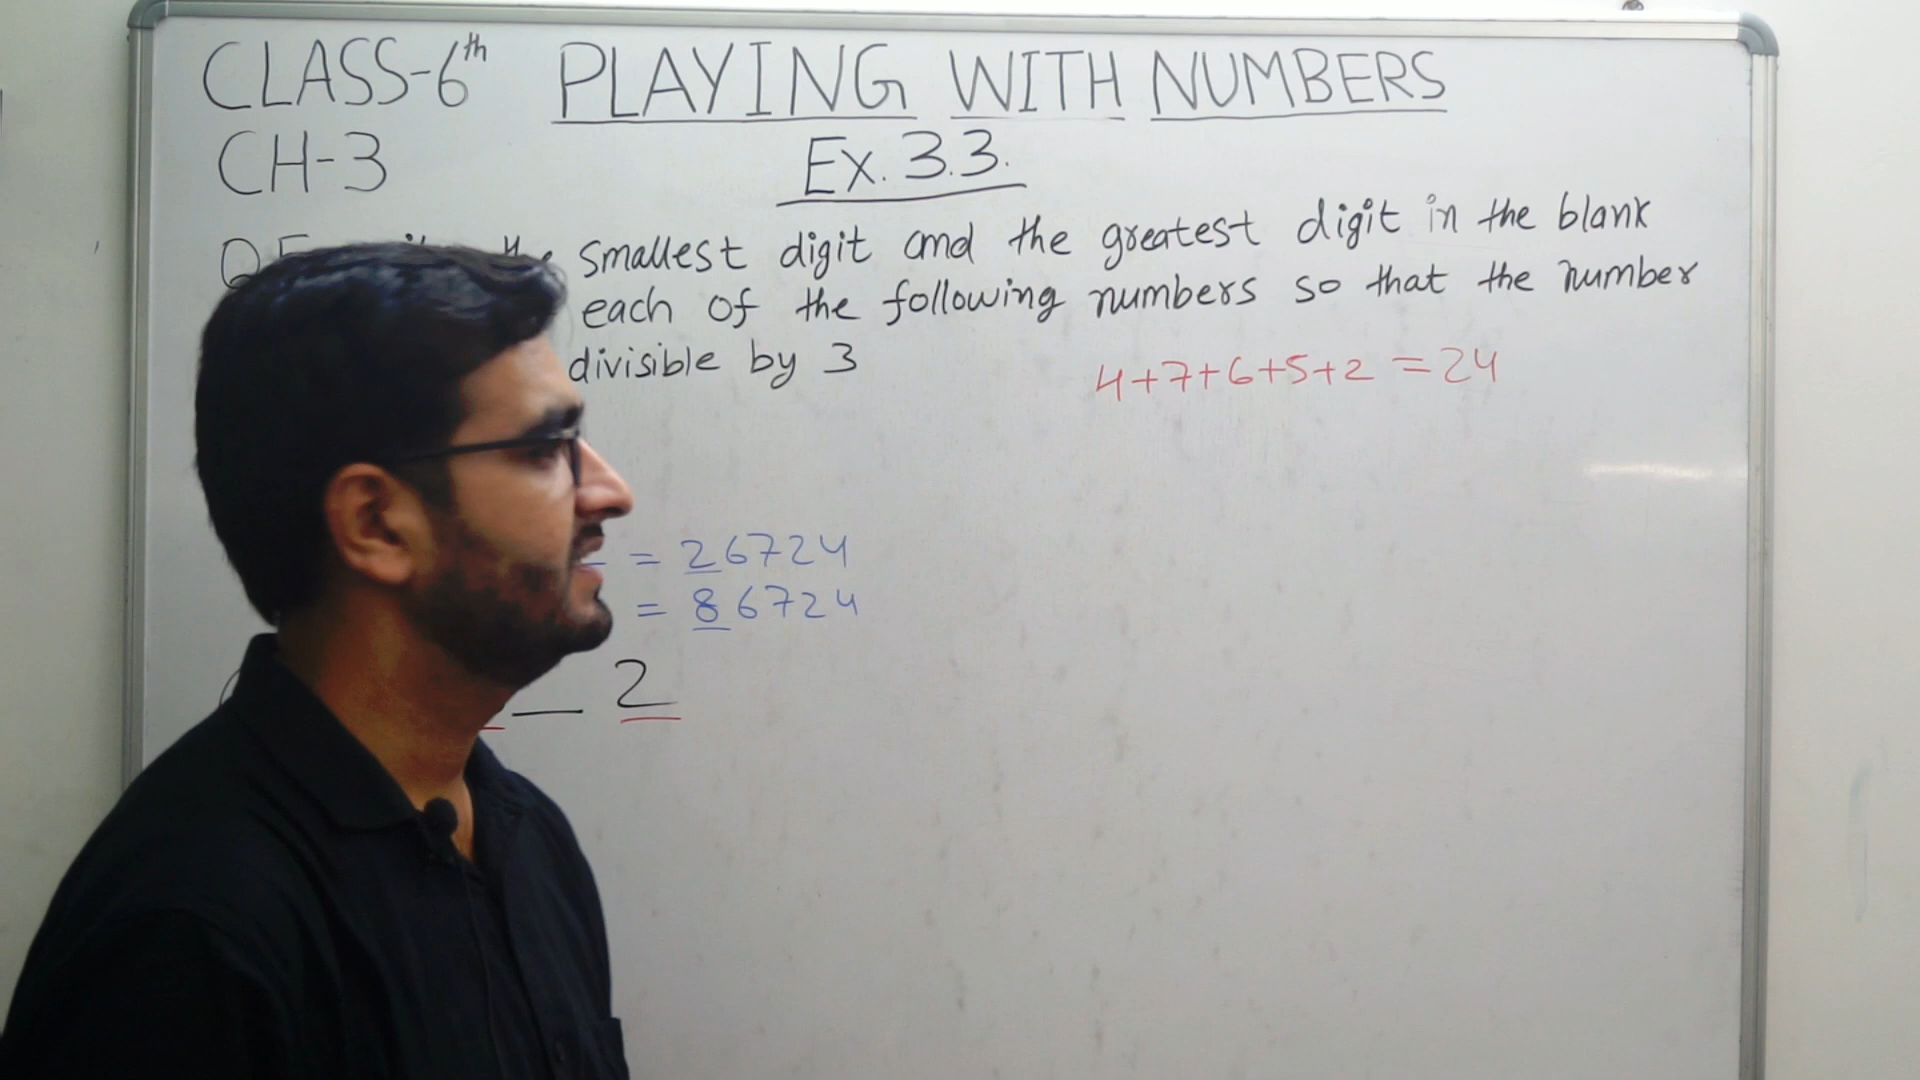 CLASS-6th PLAYING WITH NUMBERS
CH-3 Ex. 3.3.
smallest digit and the greatest digit in the blank
each of the following numbers so that the number
divisible by 3
4+7+6+5+2 = 24
= 26724
= 86724
2